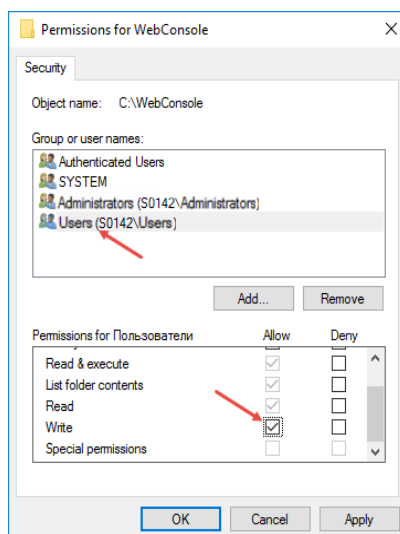 Permissions for WebConsole
Security
Object name: C:\WebConsole
Group or user names:
Authenticated Users
SYSTEM
Administrators (S0142\Administrators)
Users (S0142\Users)
Add... Remove
Permissions for Пользователи Allow Deny
Read & execute
List folder contents
Read
Write
Special permissions
OK Cancel Apply